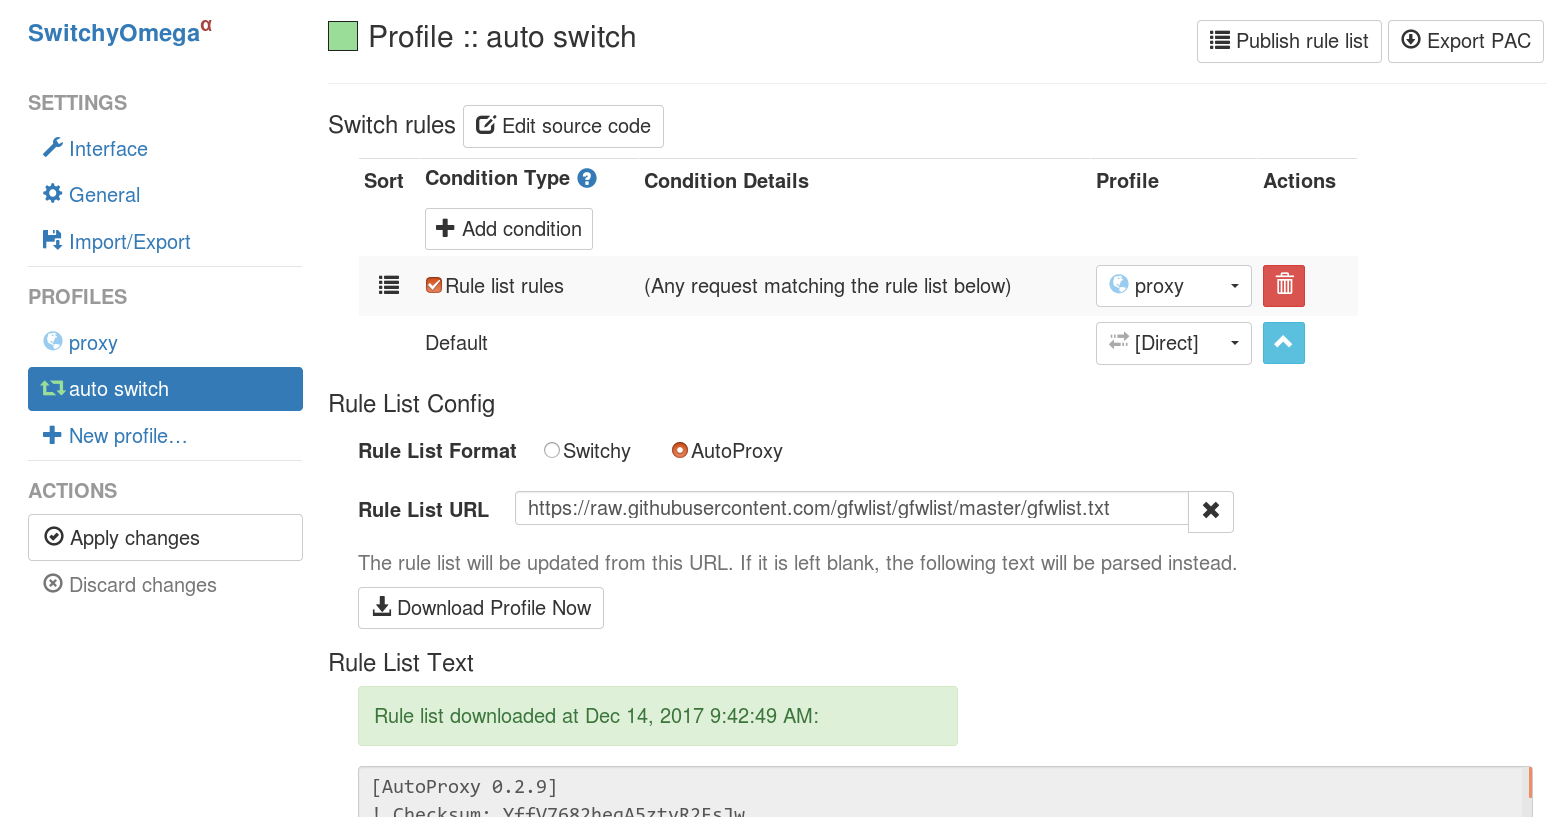 SwitchyOmegaα
Profile :: auto switch
Publish rule list
Export PAC
SETTINGS
Interface
General
Import/Export
PROFILES
proxy
auto switch
New profile…
ACTIONS
Apply changes
Discard changes
Switch rules
Edit source code
Sort Condition Type ? Condition Details Profile Actions
Add condition
Rule list rules (Any request matching the rule list below) proxy
Default [Direct]
Rule List Config
Rule List Format Switchy AutoProxy
Rule List URL https://raw.githubusercontent.com/gfwlist/gfwlist/master/gfwlist.txt
The rule list will be updated from this URL. If it is left blank, the following text will be parsed instead.
Download Profile Now
Rule List Text
Rule list downloaded at Dec 14, 2017 9:42:49 AM:
[AutoProxy 0.2.9]
! Checksum: